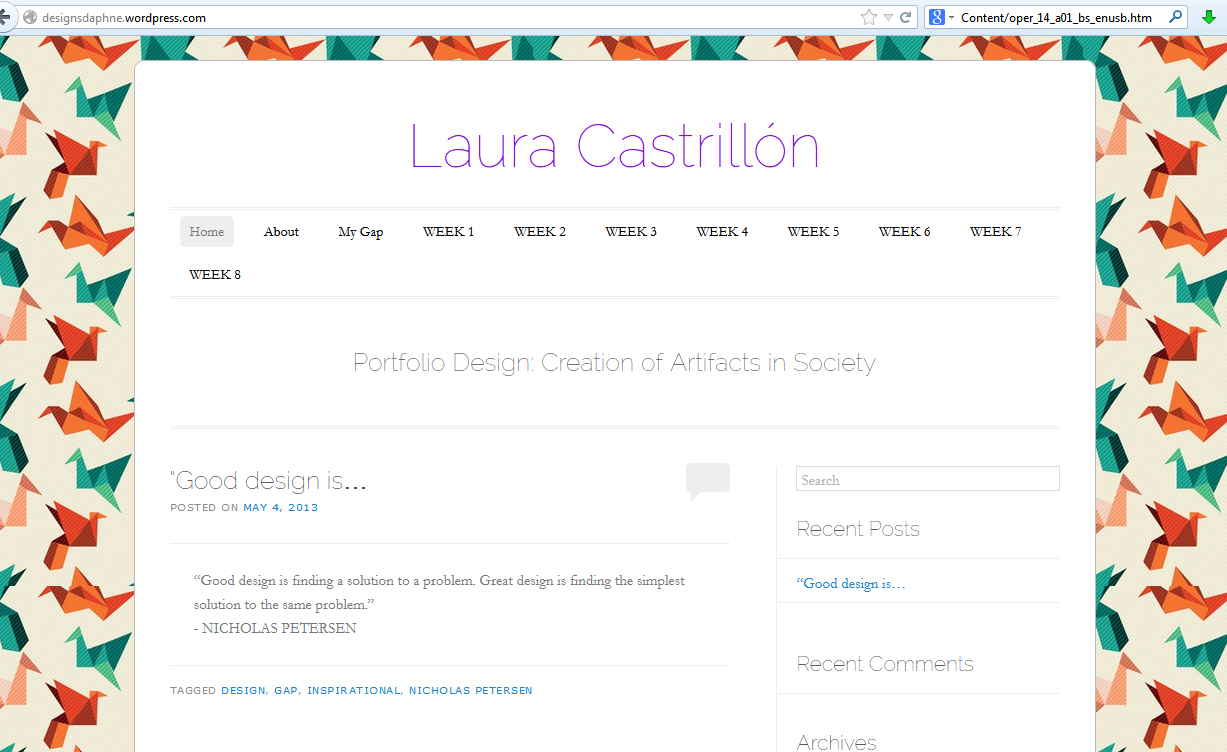 designsdaphne.wordpress.com
8
Content/oper_14_a01_bs_enusb.htm
Laura Castrillón
Home About My Gap WEEK 1 WEEK 2 WEEK 3 WEEK 4 WEEK 5 WEEK 6 WEEK 7
WEEK 8
Portfolio Design: Creation of Artifacts in Society
"Good design is…
POSTED ON MAY 4, 2013
“Good design is finding a solution to a problem. Great design is finding the simplest
solution to the same problem.”
- NICHOLAS PETERSEN
TAGGED DESIGN, GAP, INSPIRATIONAL, NICHOLAS PETERSEN
Search
Recent Posts
“Good design is…
Recent Comments
Archives